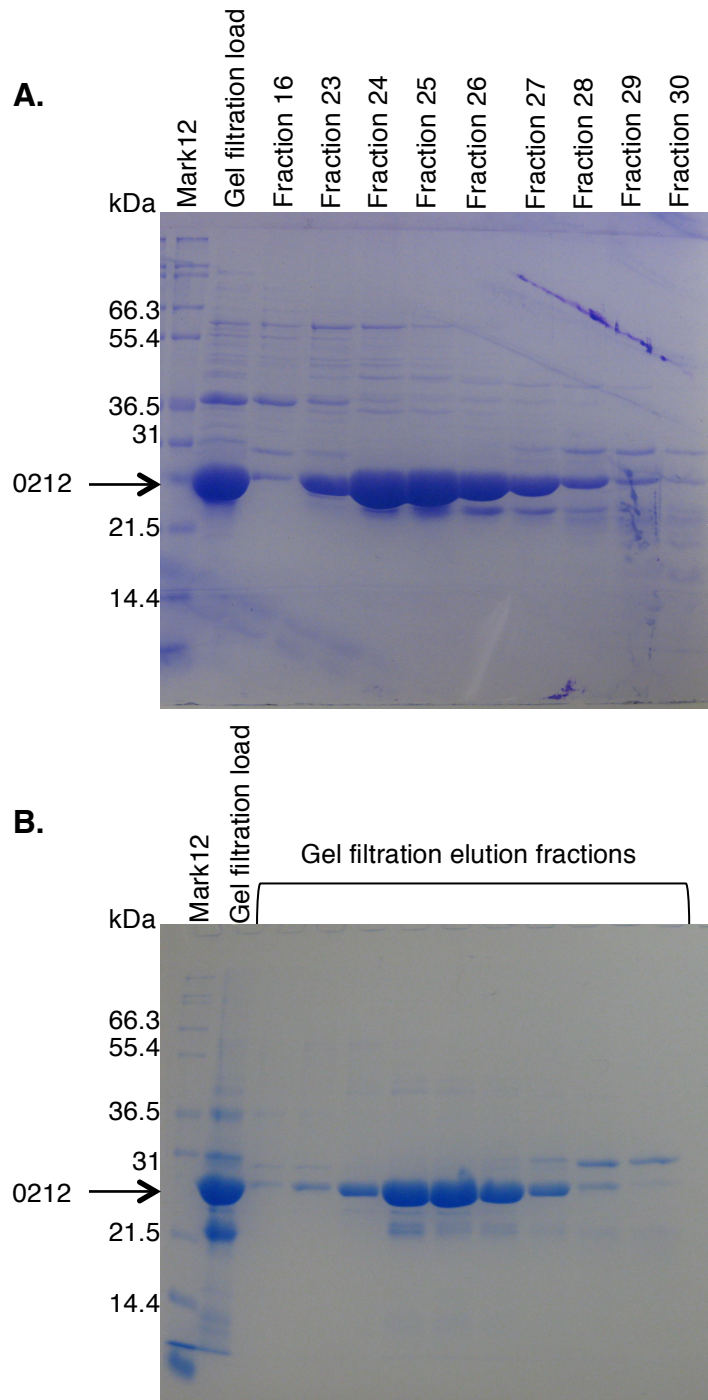 A.
Mark12
Gel filtration load
Fraction 16
Fraction 23
Fraction 24
Fraction 25
Fraction 26
Fraction 27
Fraction 28
Fraction 29
Fraction 30
kDa
66.3
55.4
36.5
31
0212
21.5
14.4
B.
Mark12
Gel filtration load
Gel filtration elution fractions
kDa
66.3
55.4
36.5
31
0212
21.5
14.4